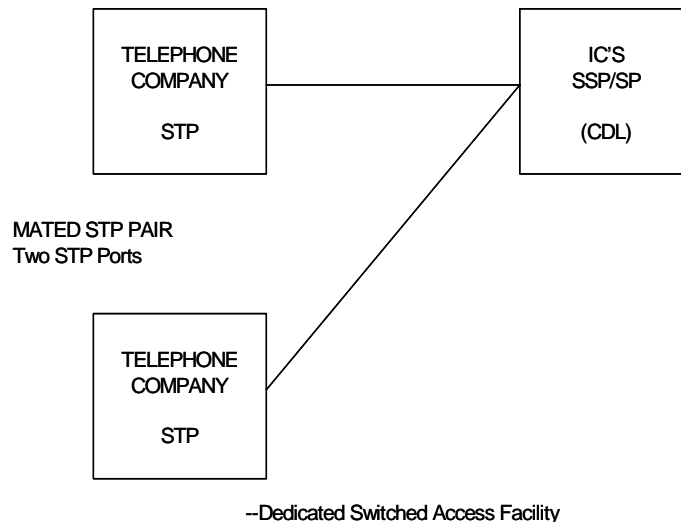 TELEPHONE
COMPANY
STP
IC'S
SSP/SP
(CDL)
MATED STP PAIR
Two STP Ports
TELEPHONE
COMPANY
STP
--Dedicated Switched Access Facility